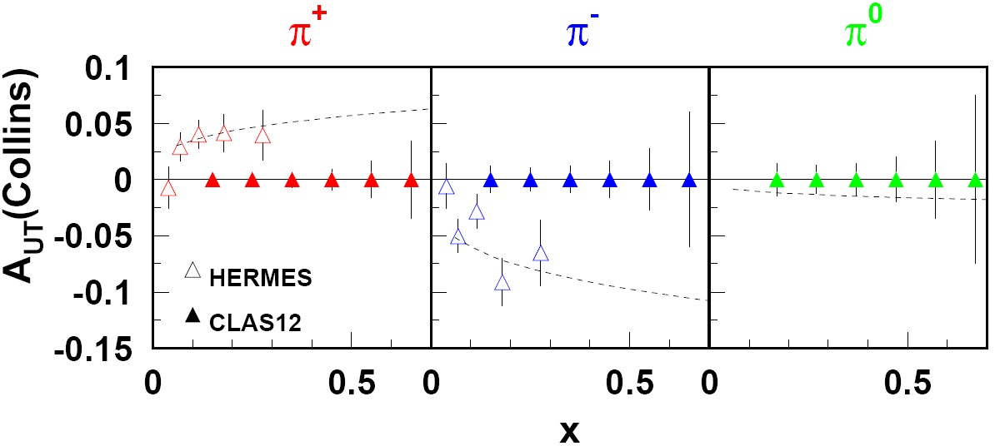 π+ π- π0
0.1
0.05
0
-0.05
-0.1
-0.15
AUT(Collins)
HERMES
CLAS12
0 0.5 0 0.5 0 0.5
x